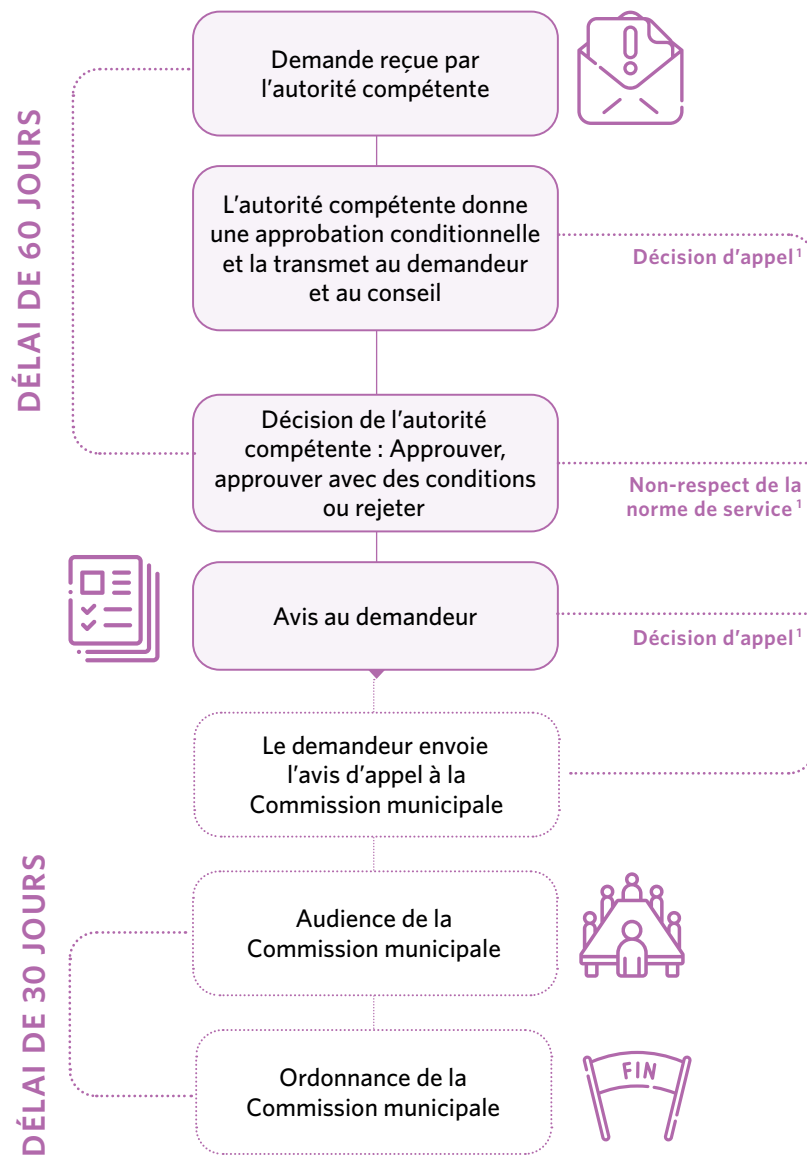 Demande reçue par
l'autorité compétente
DÉLAI DE 60 JOURS
L'autorité compétente donne
une approbation conditionnelle
et la transmet au demandeur
et au conseil
Décision d'appel¹
Décision de l'autorité
compétente : Approuver,
approuver avec des conditions
ou rejeter
Non-respect de la
norme de service¹
Avis au demandeur
Décision d'appel¹
Le demandeur envoie
l'avis d'appel à la
Commission municipale
DÉLAI DE 30 JOURS
Audience de la
Commission municipale
Ordonnance de la
Commission municipale
FIN